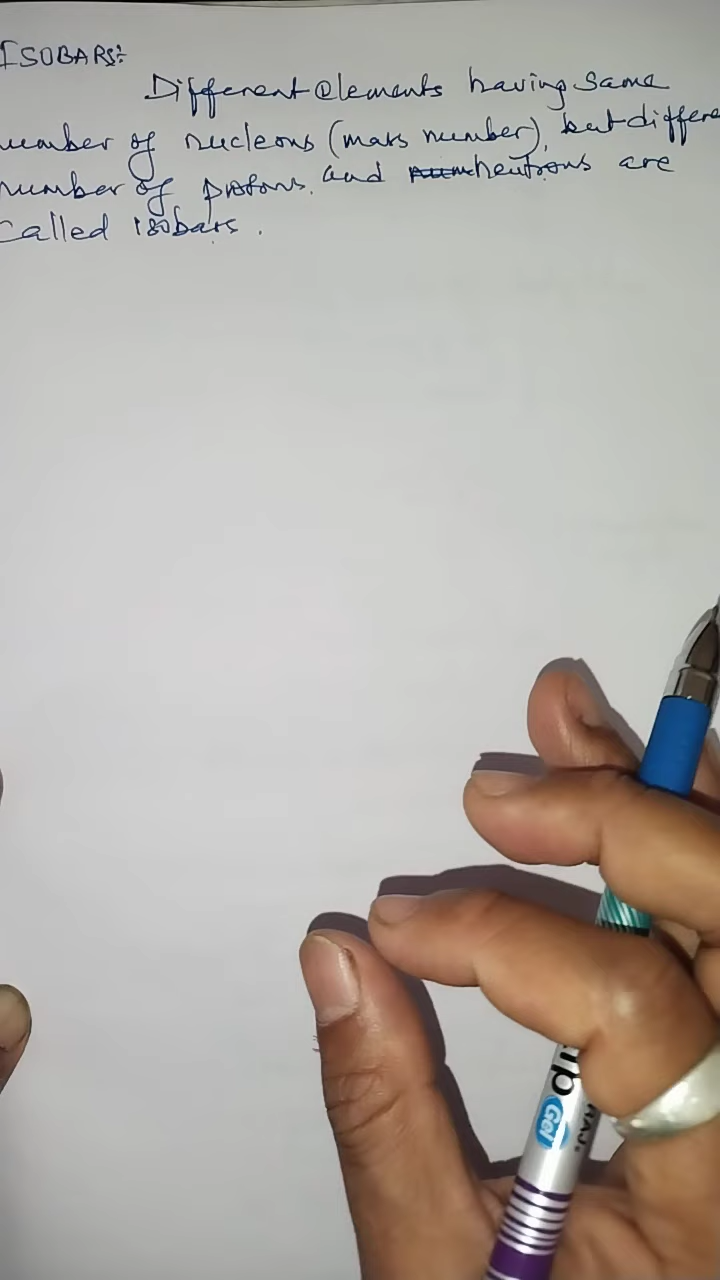 ISOBARS:
Different elements having same
number of nucleons (mass number), but differe
number of protons, and neutrons are
called isobars.
Gel